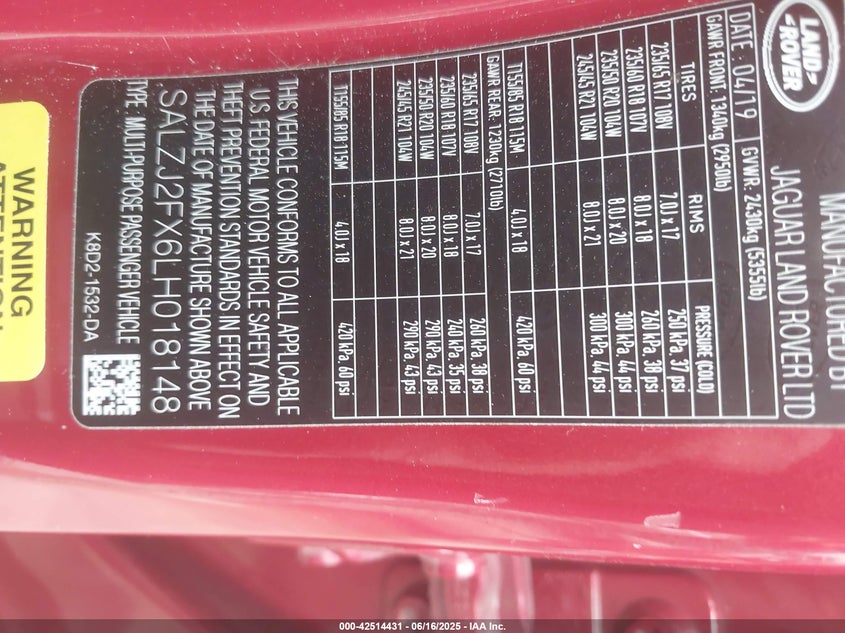 LAND-
-ROVER
MANUFACTURED BY
JAGUAR LAND ROVER LTD
DATE: 04/19 GVWR: 2430kg (5355lb)
GAWR FRONT: 1340kg (2950lb)
TIRES RIMS PRESSURE (COLD)
235/65 R17 108V 7.0J x 17 250 kPa, 37 psi
235/60 R18 107V 8.0J x 18 260 kPa, 38 psi
235/50 R20 104W 8.0J x 20 300 kPa, 44 psi
245/45 R21 104W 8.0J x 21 300 kPa, 44 psi
T155/85 R18 115M 4.0J x 18 420 kPa, 60 psi
GAWR REAR: 1230kg (2710lb)
235/65 R17 108V 7.0J x 17 260 kPa, 38 psi
235/60 R18 107V 8.0J x 18 240 kPa, 35 psi
235/50 R20 104W 8.0J x 20 290 kPa, 43 psi
245/45 R21 104W 8.0J x 21 290 kPa, 43 psi
T155/85 R18 115M 4.0J x 18 420 kPa, 60 psi
THIS VEHICLE CONFORMS TO ALL APPLICABLE
U.S. FEDERAL MOTOR VEHICLE SAFETY AND
THEFT PREVENTION STANDARDS IN EFFECT ON
THE DATE OF MANUFACTURE SHOWN ABOVE
SALZJ2FX6LH018148
TYPE: MULTI-PURPOSE PASSENGER VEHICLE
K8D2-1532-DA
WARNING
ATTENTION
000-42514431 - 06/16/2025 - IAA Inc.